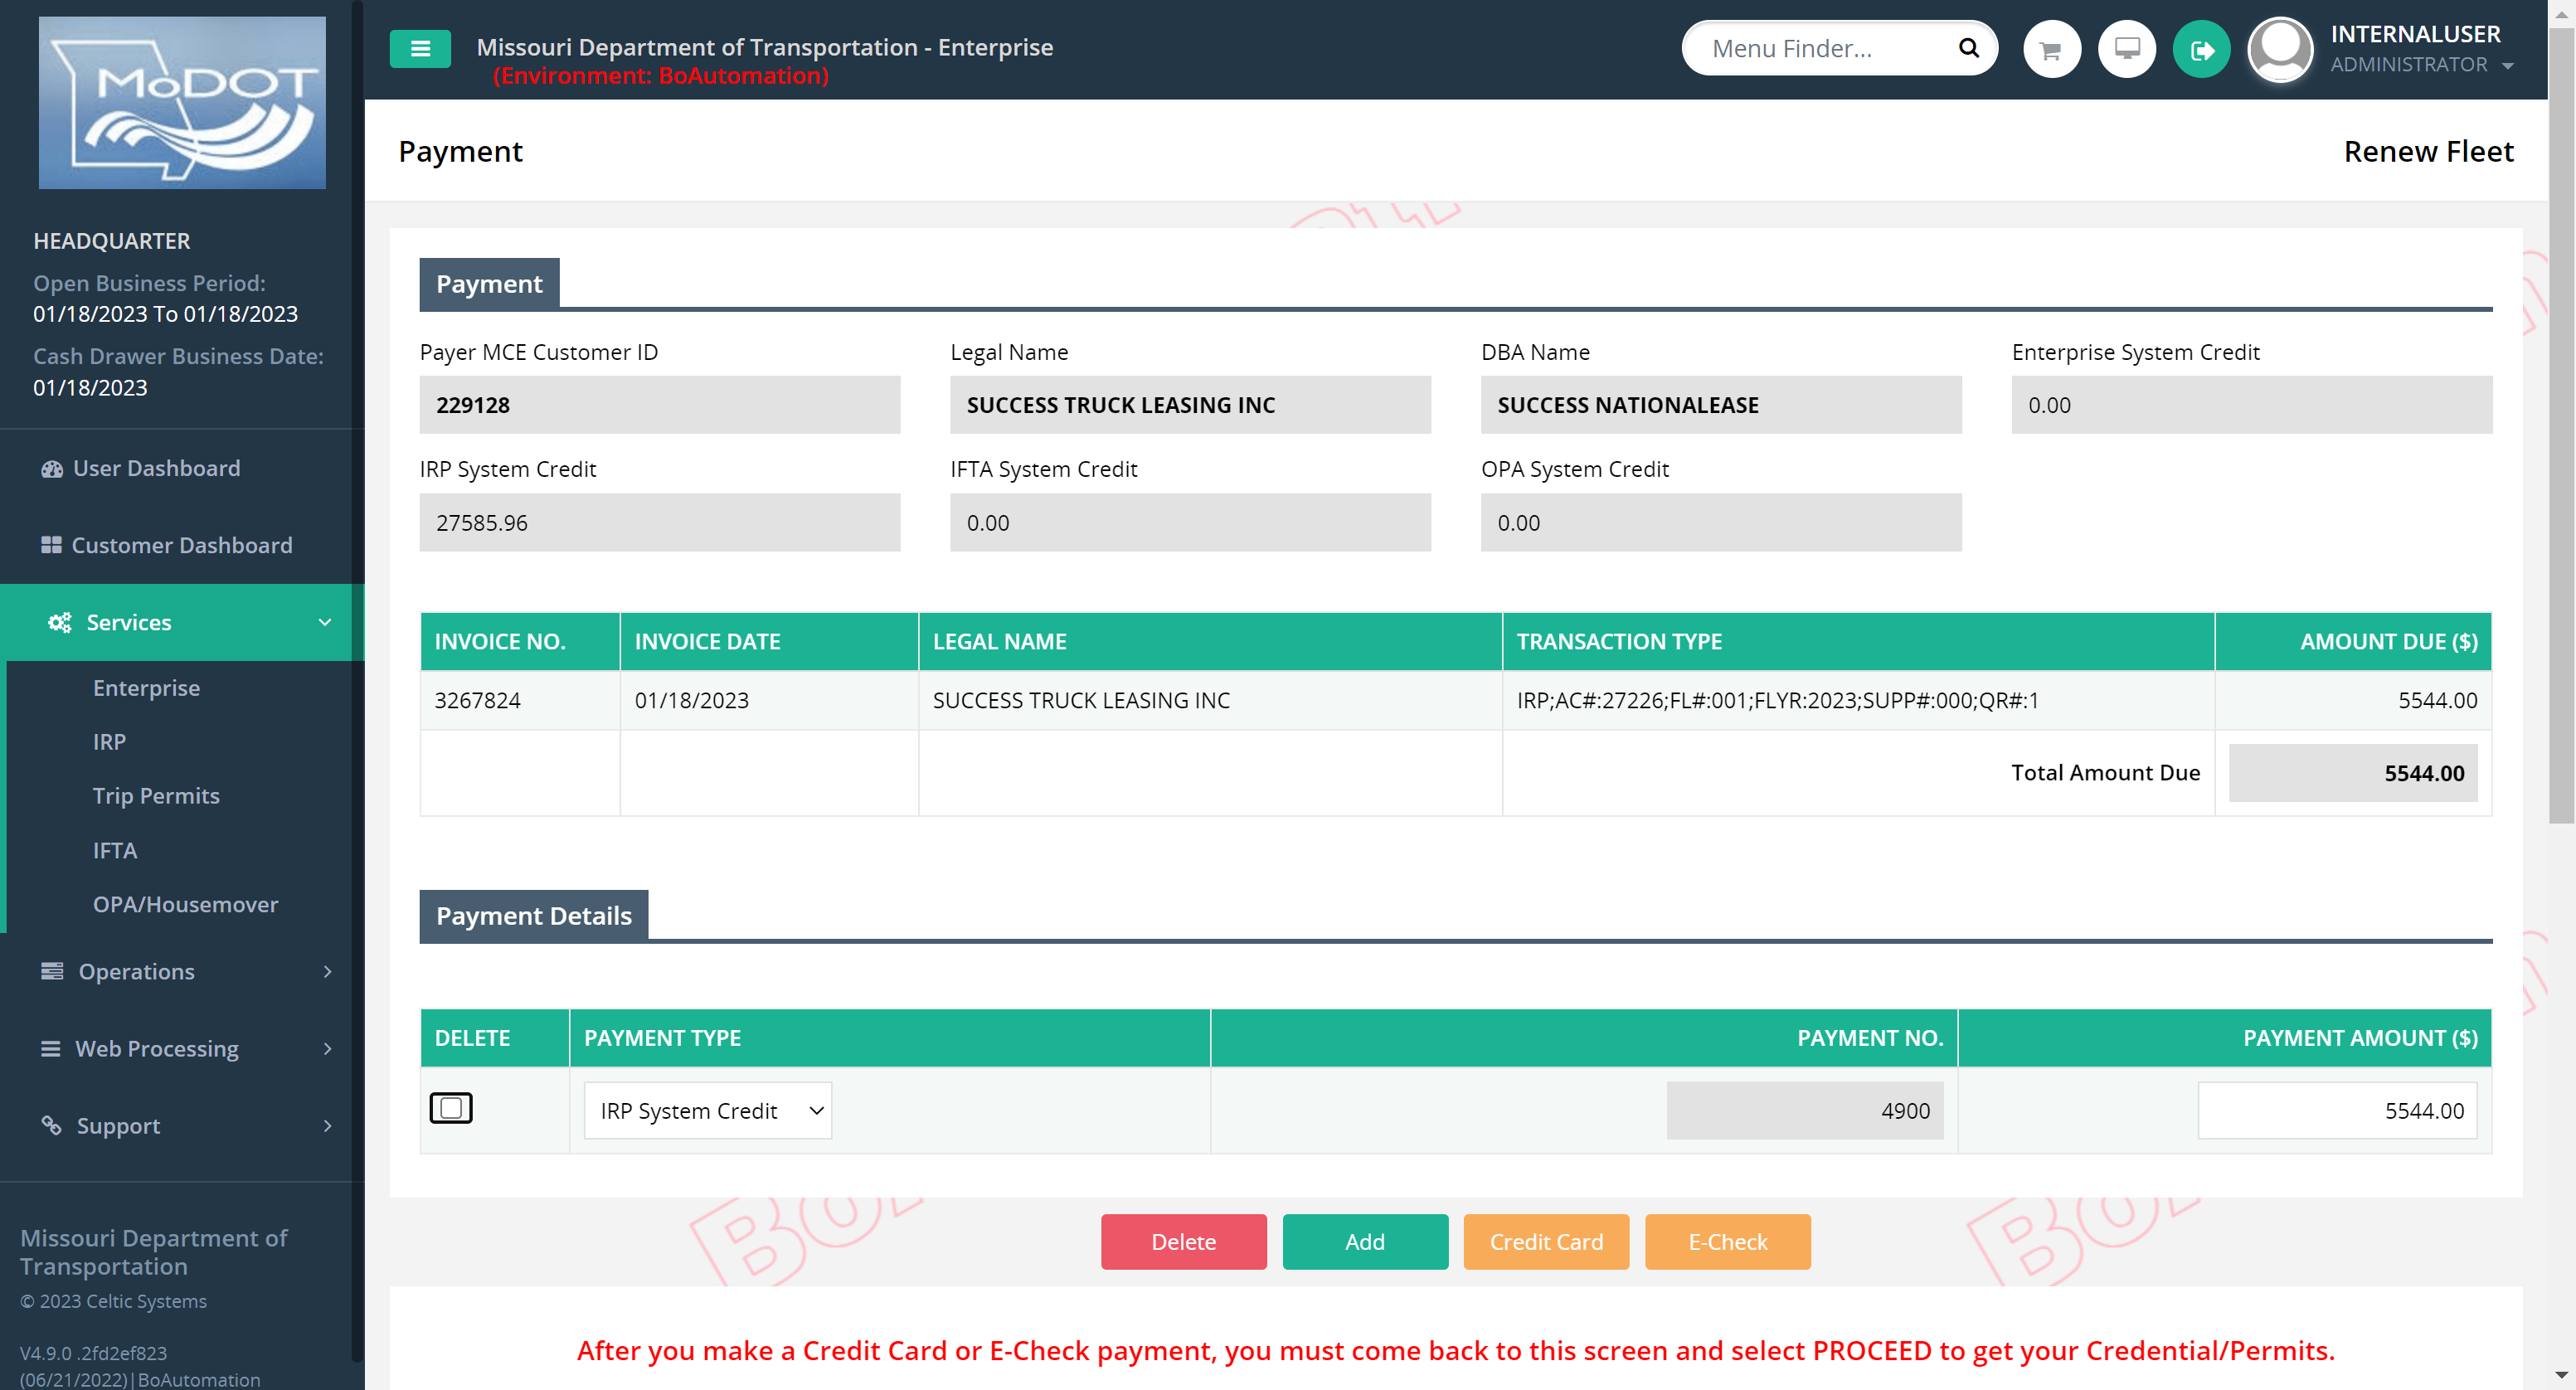 MoDOT
Missouri Department of Transportation - Enterprise
(Environment: BoAutomation)
Menu Finder...
INTERNALUSER
ADMINISTRATOR
HEADQUARTER
Open Business Period:
01/18/2023 To 01/18/2023
Cash Drawer Business Date:
01/18/2023
User Dashboard
Customer Dashboard
Services
Enterprise
IRP
Trip Permits
IFTA
OPA/Housemover
Operations
Web Processing
Support
Missouri Department of
Transportation
© 2023 Celtic Systems
V4.9.0 .2fd2ef823
(06/21/2022)|BoAutomation
Payment
Renew Fleet
Payment
Payer MCE Customer ID
Legal Name
DBA Name
Enterprise System Credit
229128
SUCCESS TRUCK LEASING INC
SUCCESS NATIONALEASE
0.00
IRP System Credit
IFTA System Credit
OPA System Credit
27585.96
0.00
0.00
INVOICE NO. INVOICE DATE LEGAL NAME TRANSACTION TYPE AMOUNT DUE ($)
3267824 01/18/2023 SUCCESS TRUCK LEASING INC IRP;AC#:27226;FL#:001;FLYR:2023;SUPP#:000;QR#:1 5544.00
Total Amount Due 5544.00
Payment Details
DELETE PAYMENT TYPE PAYMENT NO. PAYMENT AMOUNT ($)
IRP System Credit 4900 5544.00
Delete Add Credit Card E-Check
After you make a Credit Card or E-Check payment, you must come back to this screen and select PROCEED to get your Credential/Permits.